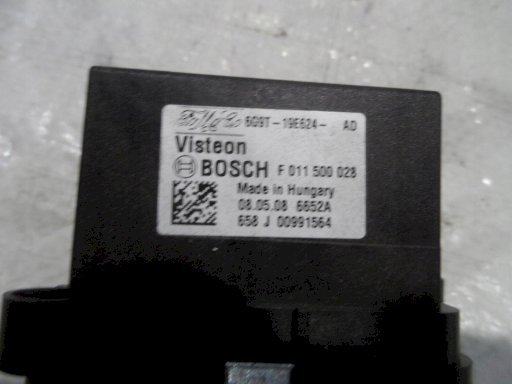 6G9T-19E624- AD
Visteon
BOSCH F 011 500 028
Made in Hungary
08.05.08 6652A
658 J 00991564